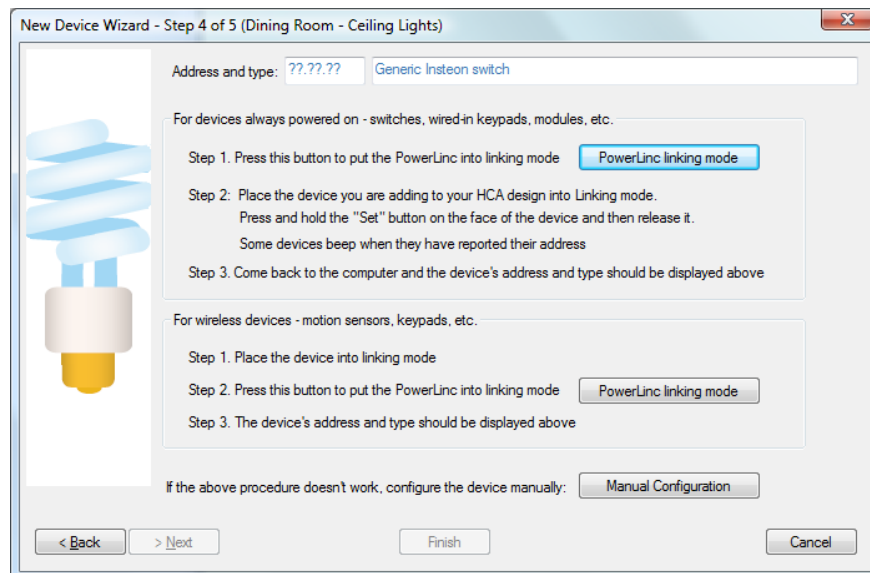 New Device Wizard - Step 4 of 5 (Dining Room - Ceiling Lights)
Address and type: ??.??.?? Generic Insteon switch
For devices always powered on - switches, wired-in keypads, modules, etc.
Step 1. Press this button to put the PowerLinc into linking mode PowerLinc linking mode
Step 2: Place the device you are adding to your HCA design into Linking mode.
Press and hold the "Set" button on the face of the device and then release it.
Some devices beep when they have reported their address
Step 3. Come back to the computer and the device's address and type should be displayed above
For wireless devices - motion sensors, keypads, etc.
Step 1. Place the device into linking mode
Step 2. Press this button to put the PowerLinc into linking mode PowerLinc linking mode
Step 3. The device's address and type should be displayed above
If the above procedure doesn't work, configure the device manually: Manual Configuration
< Back > Next Finish Cancel